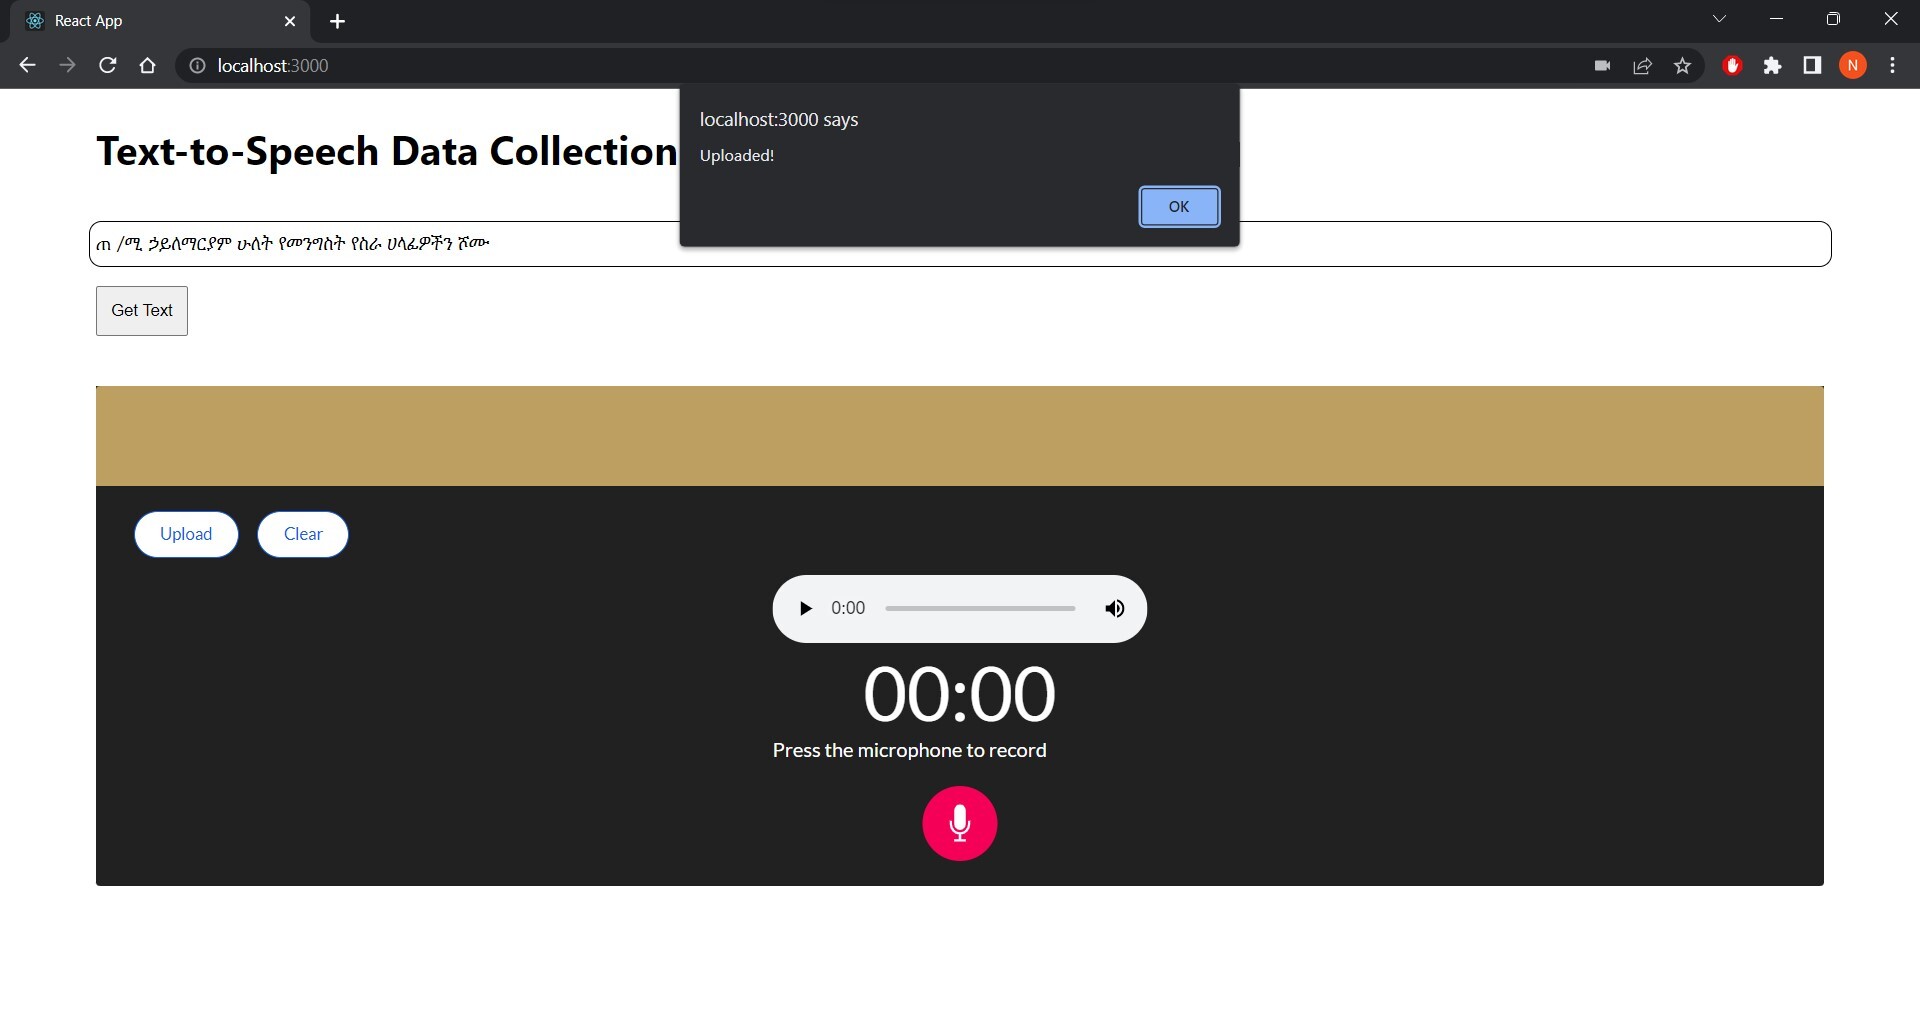 React App
localhost:3000
localhost:3000 says
Uploaded!
OK
Text-to-Speech Data Collection
ጠ /ሚ ኃይለማርያም ሁለት የመንግስት የስራ ሀላፊዎችን ሾሙ
Get Text
Upload Clear
0:00
00:00
Press the microphone to record
N